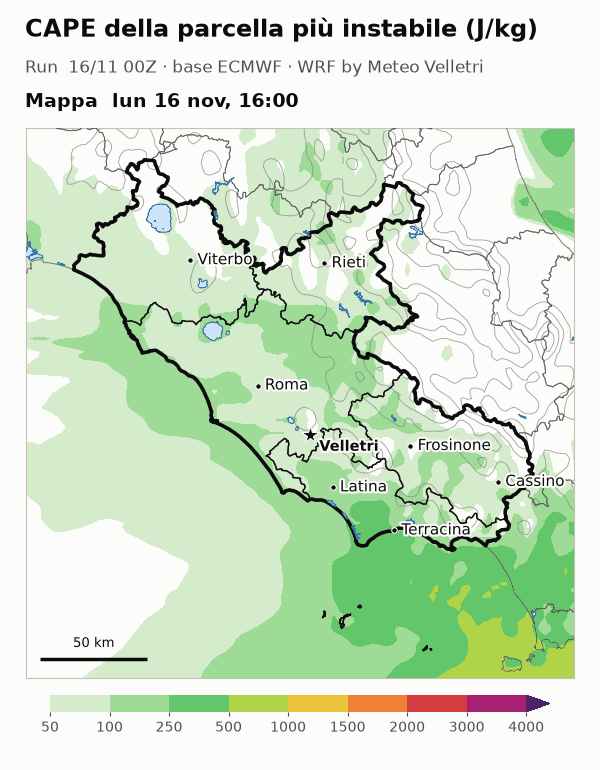 CAPE della parcella più instabile (J/kg)
Run  16/11 00Z · base ECMWF · WRF by Meteo Velletri
Mappa  lun 16 nov, 16:00
Viterbo
Rieti
Roma
Velletri
Frosinone
Cassino
Latina
Terracina
50 km
50 100 250 500 1000 1500 2000 3000 4000